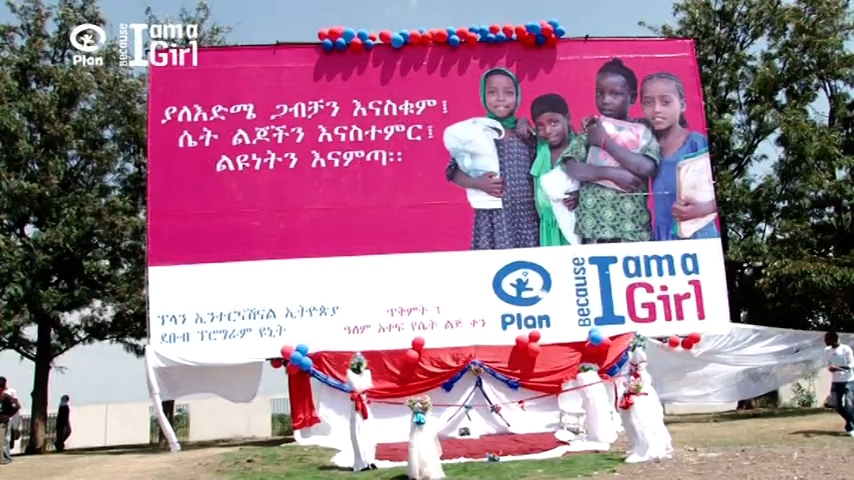 Plan
Because
I am a
Girl
ያለእድሜ ጋብቻን እናስቁም፤
ሴት ልጆችን እናስተምር፤
ልዩነትን እናምጣ።
ፕላን ኢንተርናሽናል ኢትዮጵያ
ደቡብ ፕሮግራም ዩኒት
ጥቅምት 1
ዓለም አቀፍ የሴት ልጅ ቀን
Plan
Because
I am a
Girl